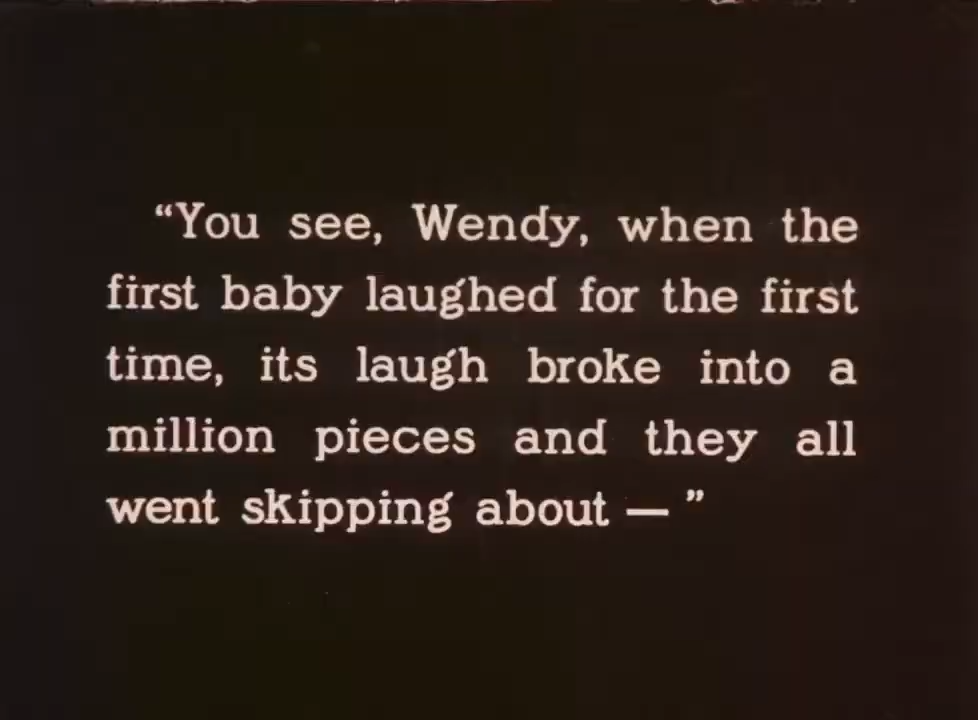 “You see, Wendy, when the
first baby laughed for the first
time, its laugh broke into a
million pieces and they all
went skipping about — ”